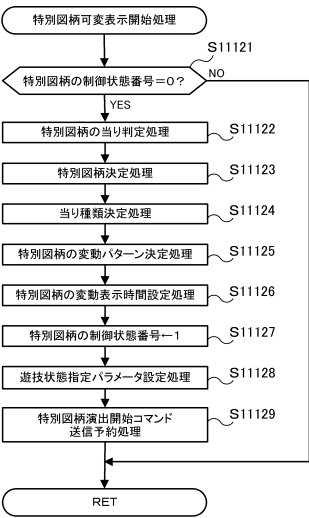 特別図柄可変表示開始処理
S11121
特別図柄の制御状態番号=0?
NO
YES
特別図柄の当り判定処理
S11122
特別図柄決定処理
S11123
当り種類決定処理
S11124
特別図柄の変動パターン決定処理
S11125
特別図柄の変動表示時間設定処理
S11126
特別図柄の制御状態番号←1
S11127
遊技状態指定パラメータ設定処理
S11128
特別図柄演出開始コマンド
送信予約処理
S11129
RET